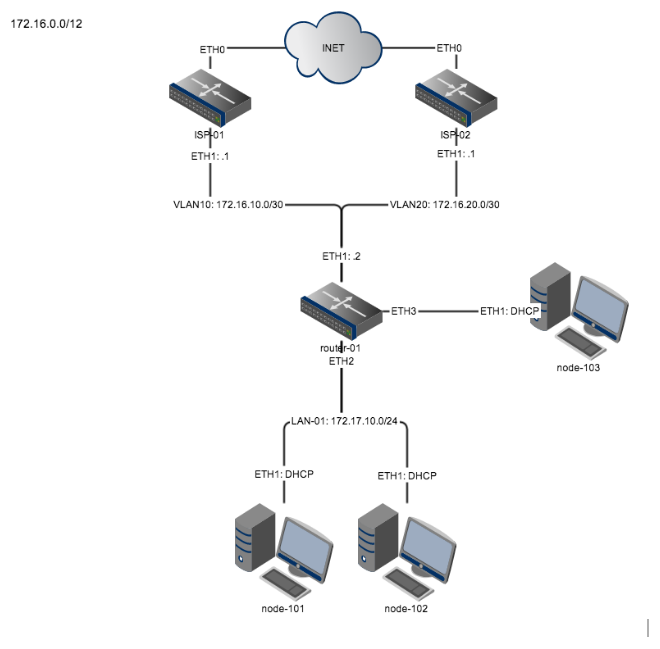 172.16.0.0/12
INET
ETH0
ETH0
ISP-01
ISP-02
ETH1: .1
ETH1: .1
VLAN10: 172.16.10.0/30
VLAN20: 172.16.20.0/30
ETH1: .2
ETH3
ETH1: DHCP
router-01
ETH2
node-103
LAN-01: 172.17.10.0/24
ETH1: DHCP
ETH1: DHCP
node-101
node-102